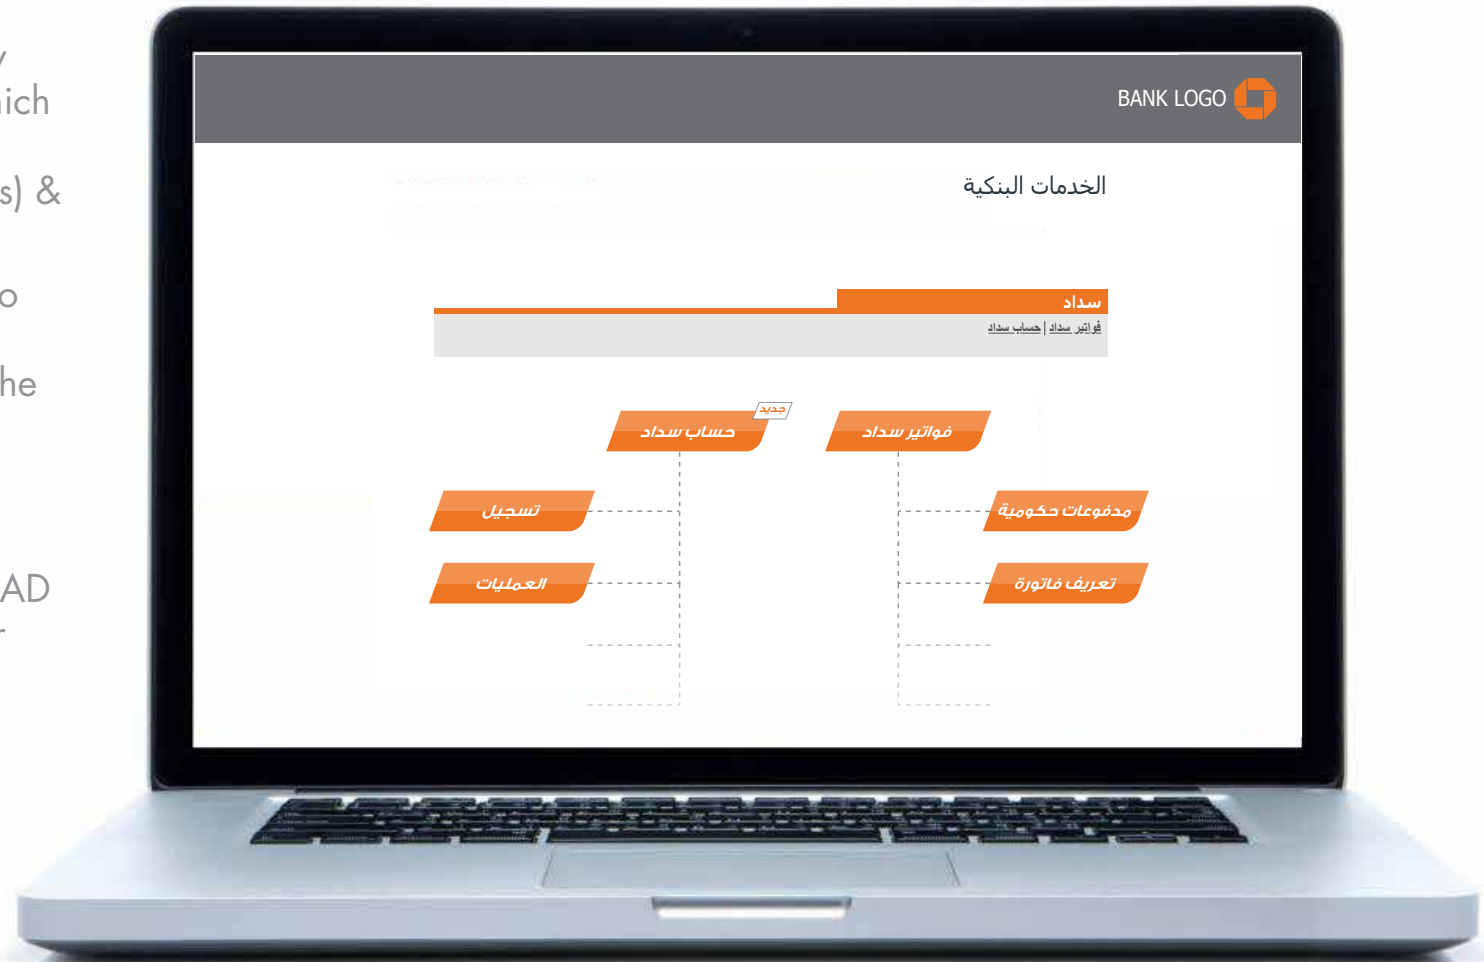 ich
s) &
o
he
AD
r
BANK LOGO
الخدمات البنكية
سداد
فواتير سداد | حساب سداد
جديد
فواتير سداد
حساب سداد
مدفوعات حكومية
تسجيل
تعريف فاتورة
العمليات